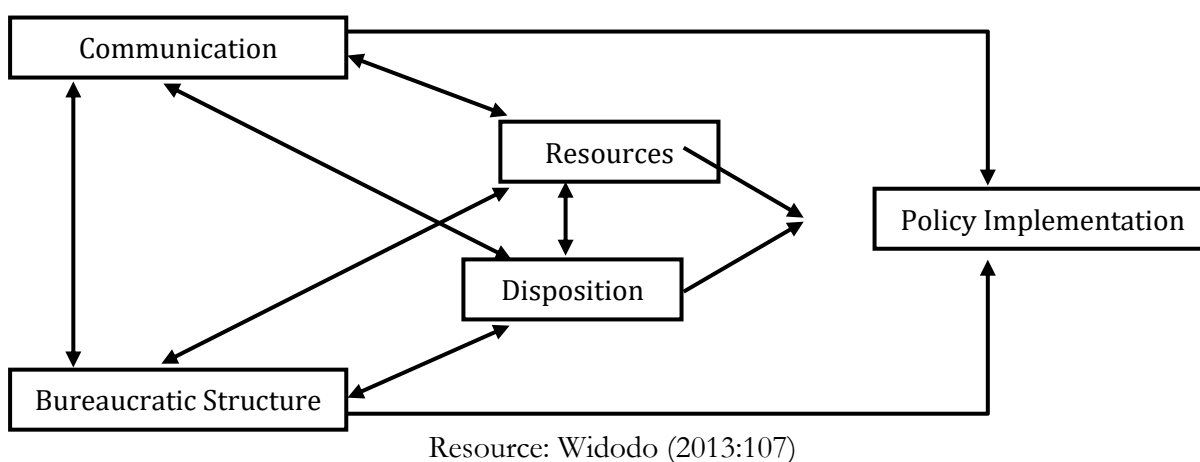 Communication
Resources
Policy Implementation
Disposition
Bureaucratic Structure
Resource: Widodo (2013:107)